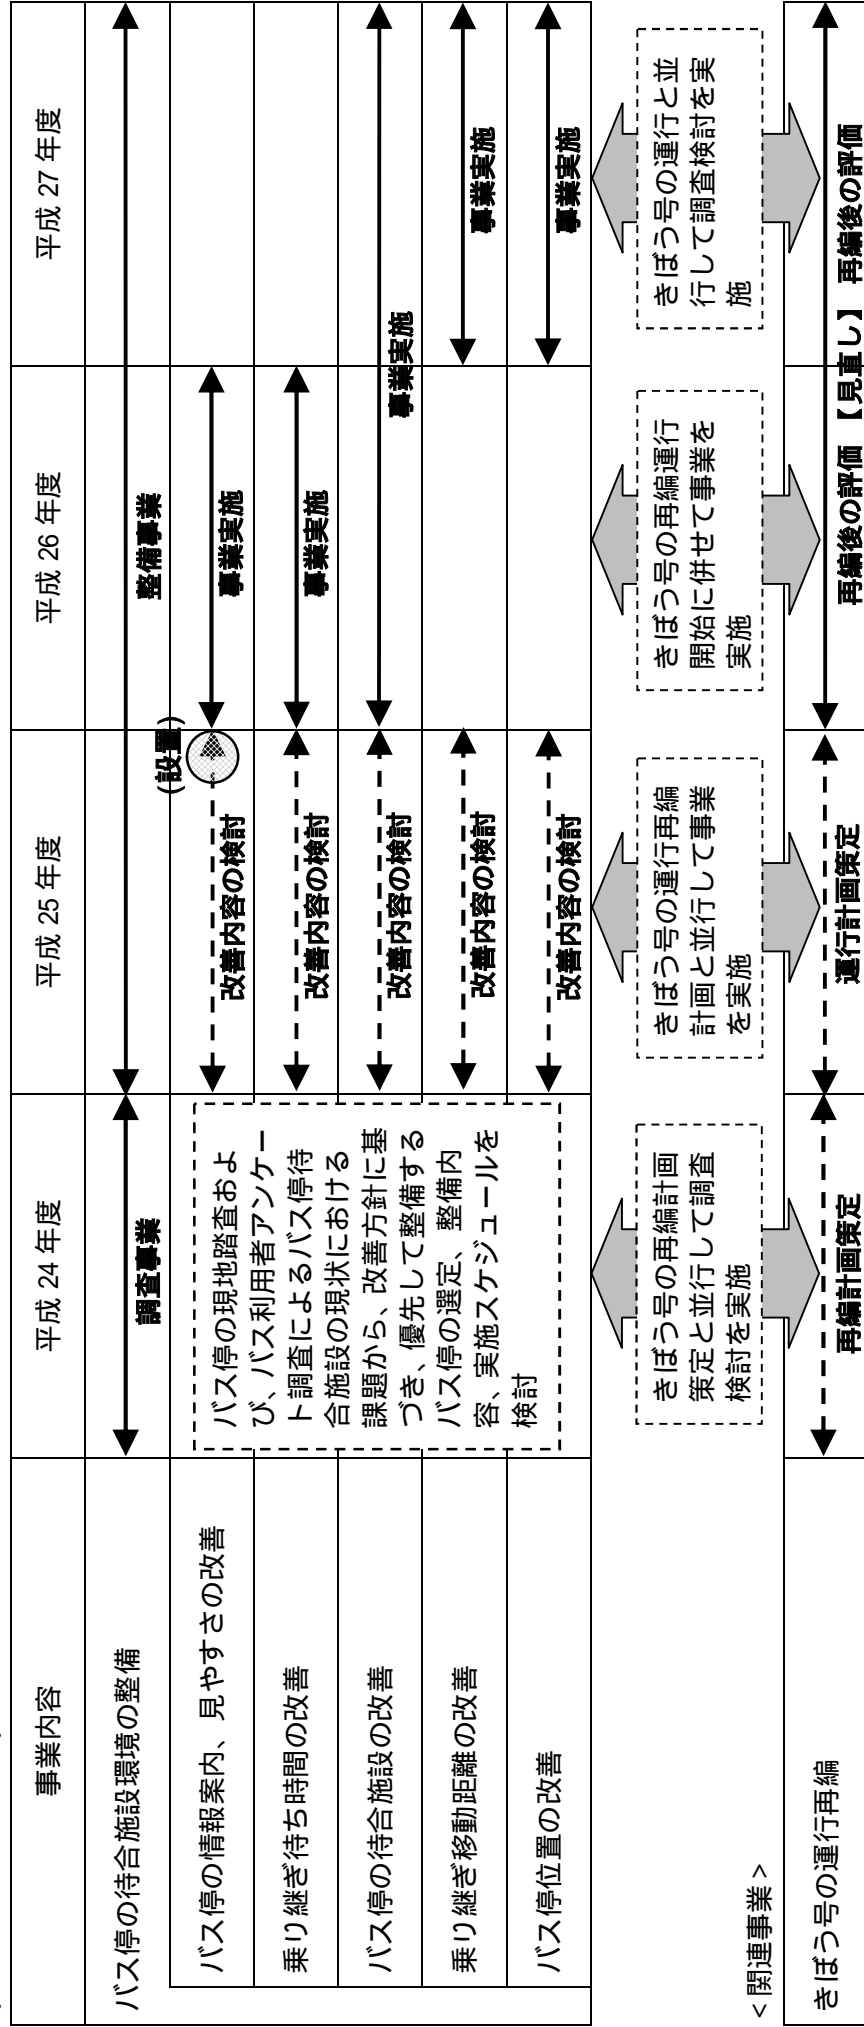 事業内容
平成 24 年度
平成 25 年度
平成 26 年度
平成 27 年度
バス停の待合施設環境の整備
調査事業
整備事業
バス停の情報案内、見やすさの改善
(設置)
改善内容の検討
事業実施
乗り継ぎ待ち時間の改善
改善内容の検討
事業実施
バス停の待合施設の改善
改善内容の検討
事業実施
乗り継ぎ移動距離の改善
改善内容の検討
事業実施
バス停位置の改善
改善内容の検討
事業実施
バス停の現地踏査およ
び、バス利用者アンケー
ト調査によるバス停待
合施設の現状における
課題から、改善方針に基
づき、優先して整備する
バス停の選定、整備内
容、実施スケジュールを
検討
きぼう号の再編計画
策定と並行して調査
検討を実施
きぼう号の運行再編
計画と並行して事業
を実施
きぼう号の再編運行
開始に併せて事業を
実施
きぼう号の運行と並
行して調査検討を実
施
<関連事業>
きぼう号の運行再編
再編計画策定
運行計画策定
再編後の評価 【見直し】 再編後の評価